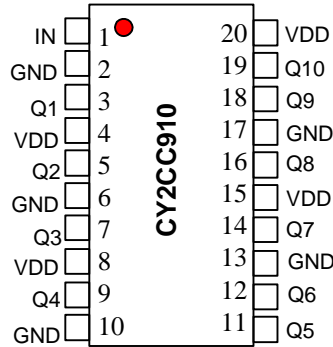 IN 1 20 VDD
GND 2 19 Q10
Q1 3 18 Q9
VDD 4 17 GND
Q2 5 16 Q8
GND 6 15 VDD
Q3 7 14 Q7
VDD 8 13 GND
Q4 9 12 Q6
GND 10 11 Q5
CY2CC910